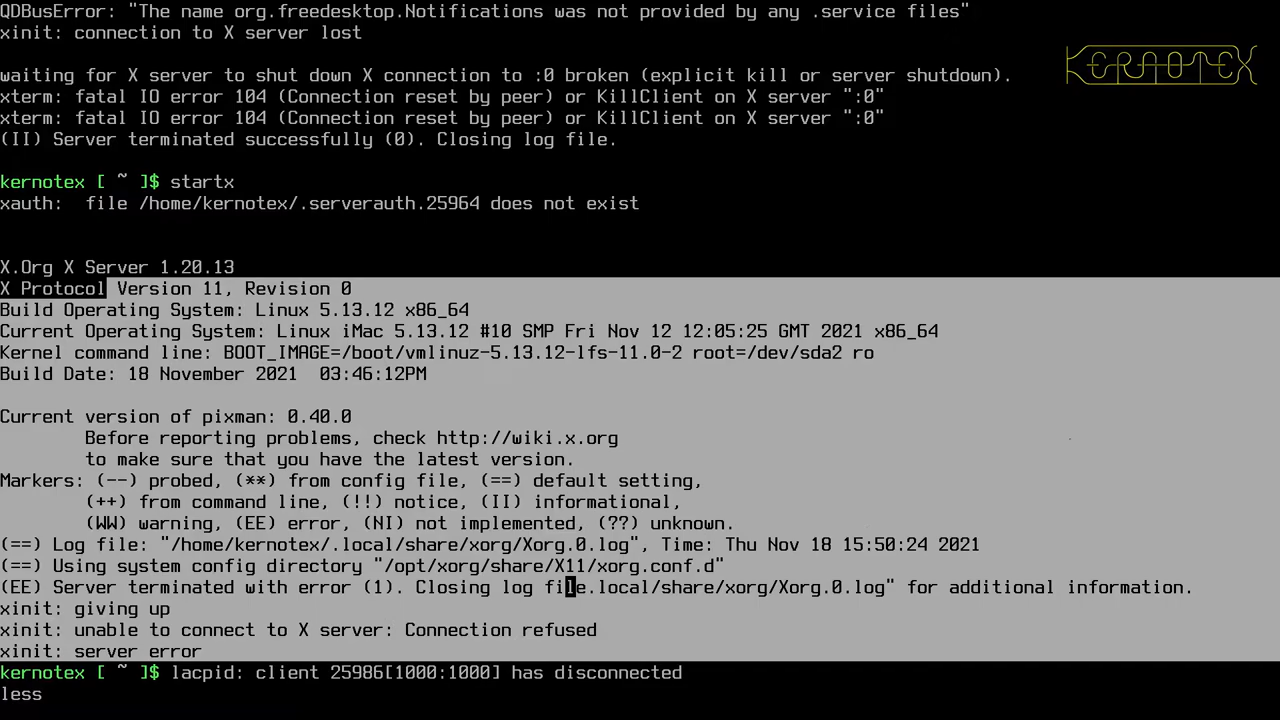 QDBusError: "The name org.freedesktop.Notifications was not provided by any .service files"
xinit: connection to X server lost
KERNOTEX
waiting for X server to shut down X connection to :0 broken (explicit kill or server shutdown).
xterm: fatal IO error 104 (Connection reset by peer) or KillClient on X server ":0"
xterm: fatal IO error 104 (Connection reset by peer) or KillClient on X server ":0"
(II) Server terminated successfully (0). Closing log file.
kernotex [ ~ ]$ startx
xauth:  file /home/kernotex/.serverauth.25964 does not exist
X.Org X Server 1.20.13
X Protocol Version 11, Revision 0
Build Operating System: Linux 5.13.12 x86_64
Current Operating System: Linux iMac 5.13.12 #10 SMP Fri Nov 12 12:05:25 GMT 2021 x86_64
Kernel command line: BOOT_IMAGE=/boot/vmlinuz-5.13.12-lfs-11.0-2 root=/dev/sda2 ro
Build Date: 18 November 2021  03:46:12PM
Current version of pixman: 0.40.0
Before reporting problems, check http://wiki.x.org
to make sure that you have the latest version.
Markers: (--) probed, (**) from config file, (==) default setting,
(++) from command line, (!!) notice, (II) informational,
(WW) warning, (EE) error, (NI) not implemented, (??) unknown.
(==) Log file: "/home/kernotex/.local/share/xorg/Xorg.0.log", Time: Thu Nov 18 15:50:24 2021
(==) Using system config directory "/opt/xorg/share/X11/xorg.conf.d"
(EE) Server terminated with error (1). Closing log file.local/share/xorg/Xorg.0.log" for additional information.
xinit: giving up
xinit: unable to connect to X server: Connection refused
xinit: server error
kernotex [ ~ ]$ lacpid: client 25986[1000:1000] has disconnected
less